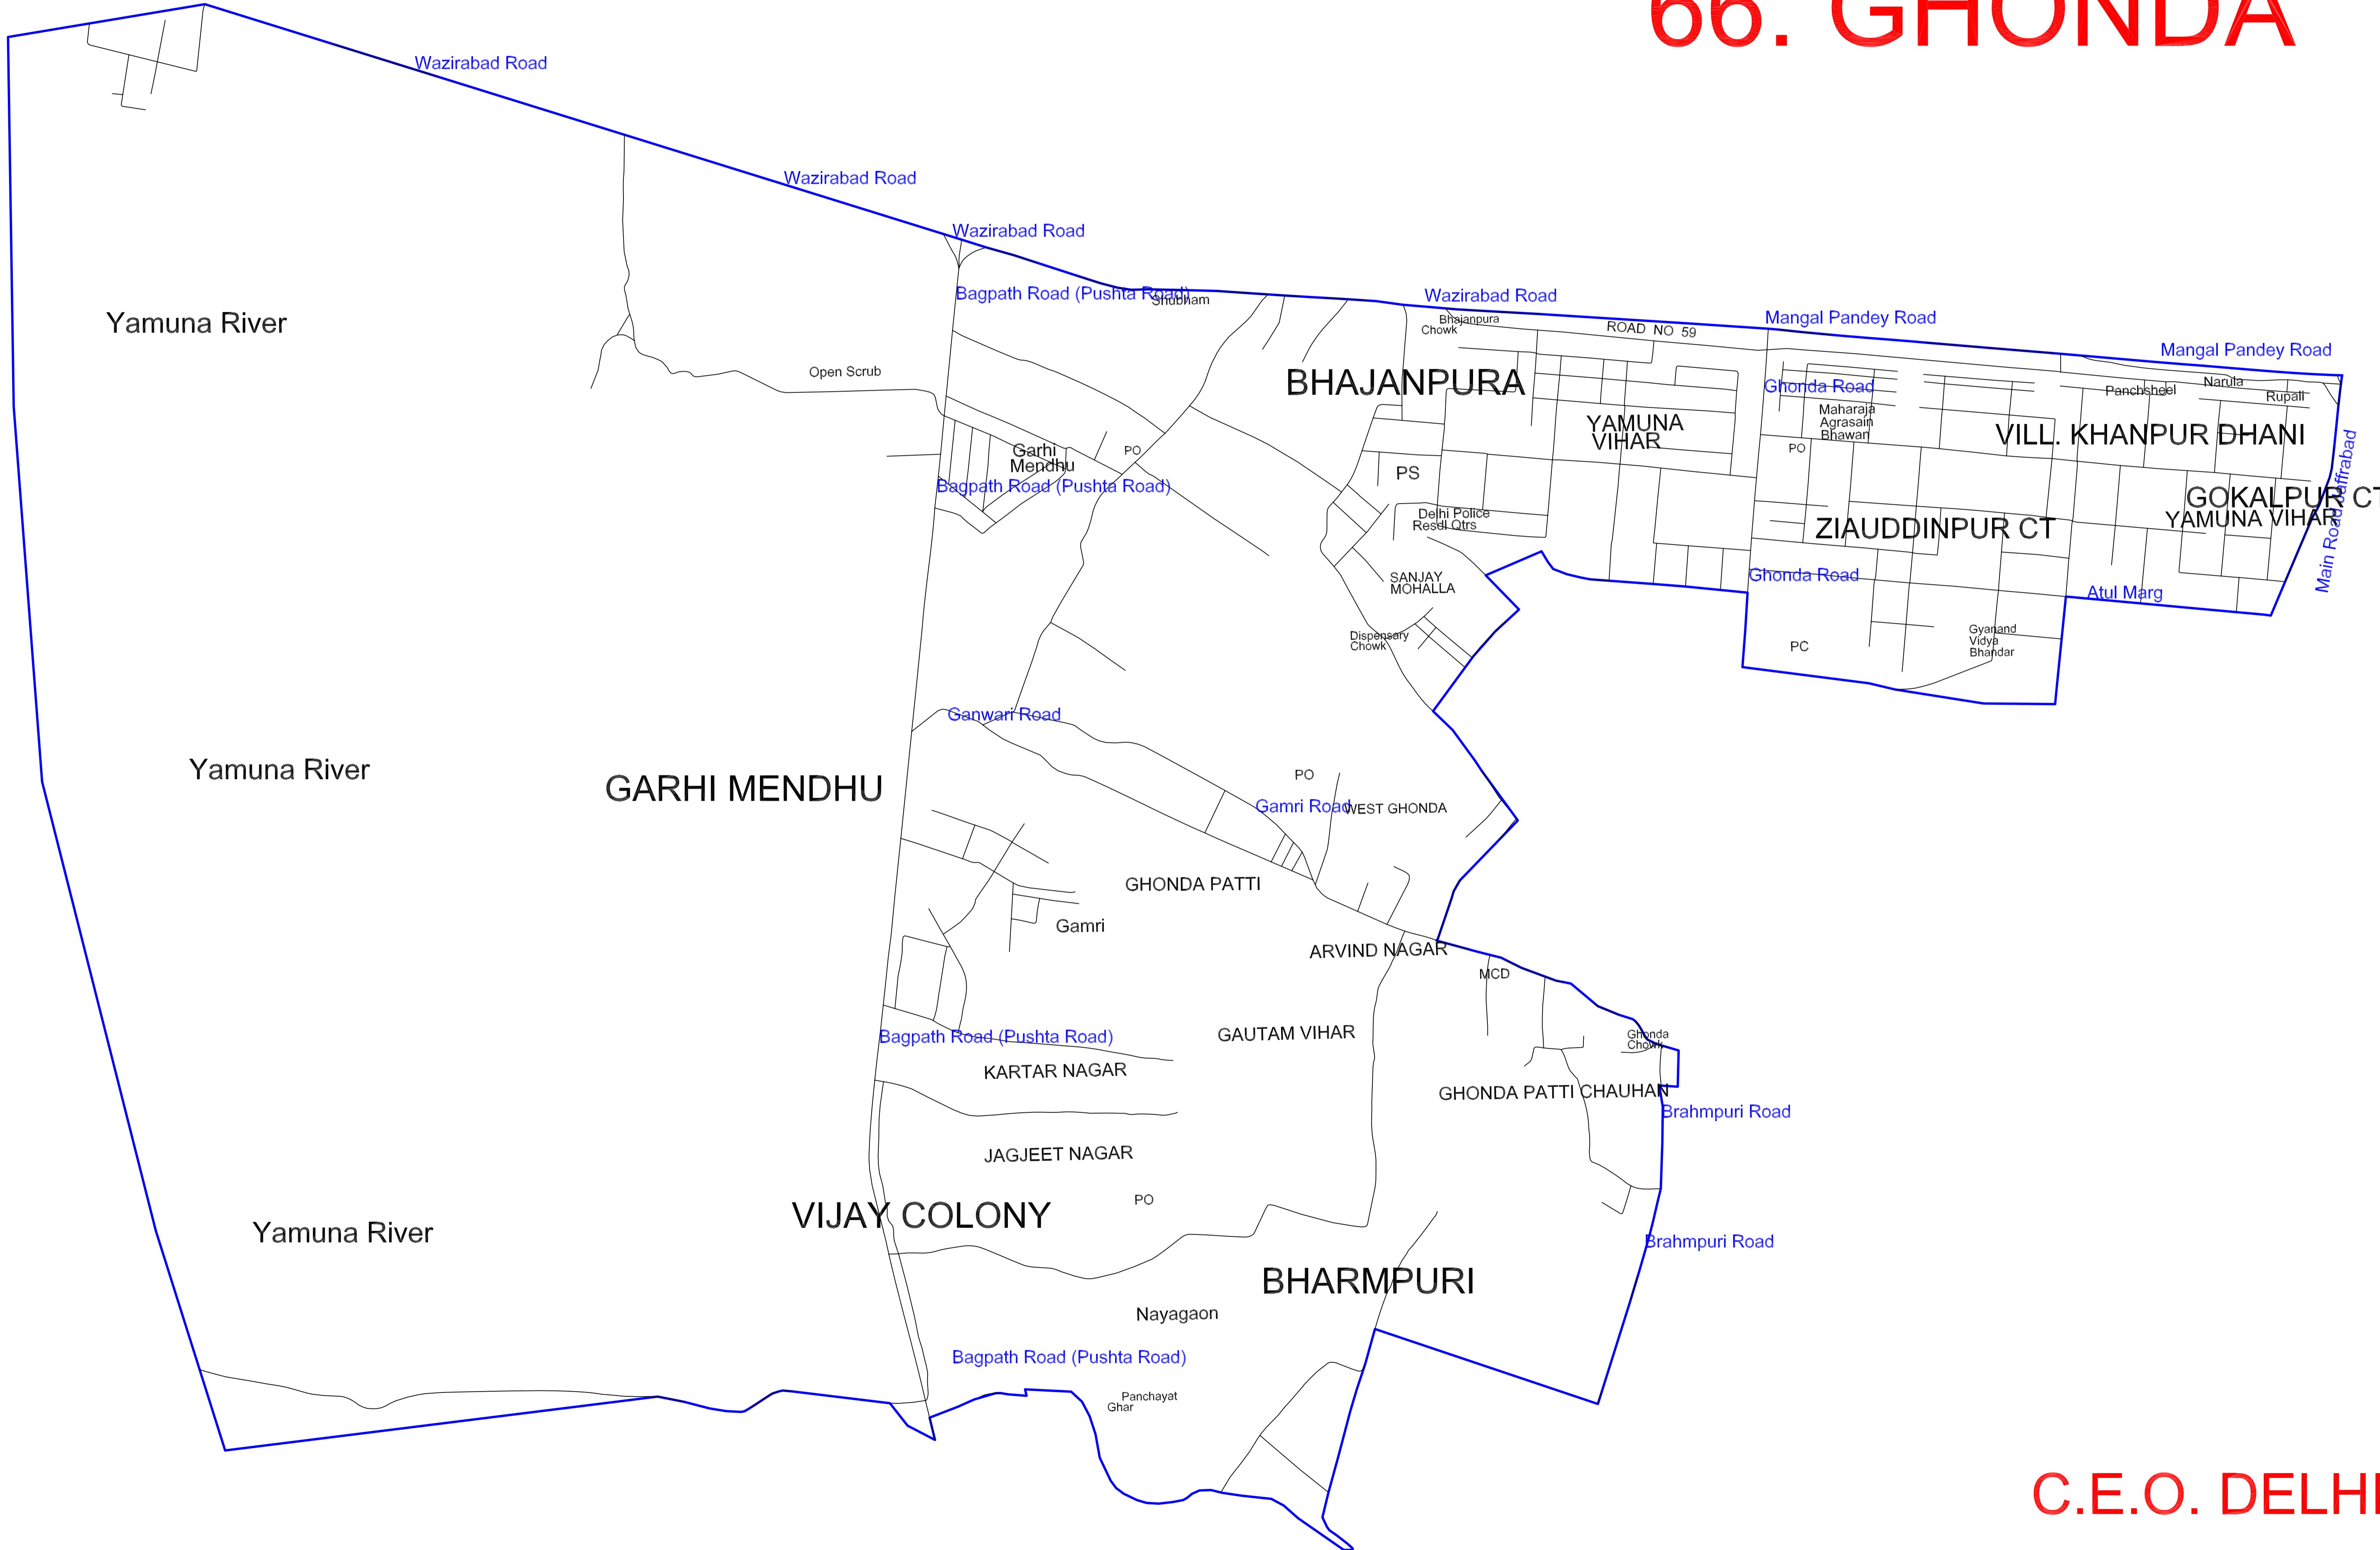 66. GHONDA
Wazirabad Road
Wazirabad Road
Wazirabad Road
Bagpath Road (Pushta Road)
Shubham
Wazirabad Road
Bhajanpura
Chowk
ROAD NO 59
Mangal Pandey Road
Mangal Pandey Road
Yamuna River
Open Scrub
BHAJANPURA
Ghonda Road
Panchsheel
Narula
Rupali
Maharaja
Agrasain
Bhawan
YAMUNA
VIHAR
VILL. KHANPUR DHANI
PO
Garhi
Mendhu
PO
PS
Bagpath Road (Pushta Road)
GOKALPUR CT
YAMUNA VIHAR
Main Road Jaffrabad
Delhi Police
Resdl Qtrs
ZIAUDDINPUR CT
SANJAY
MOHALLA
Ghonda Road
Atul Marg
Dispensary
Chowk
PC
Gyanand
Vidya
Bhandar
Ganwari Road
Yamuna River
GARHI MENDHU
PO
Gamri Road
WEST GHONDA
GHONDA PATTI
Gamri
ARVIND NAGAR
MCD
Bagpath Road (Pushta Road)
GAUTAM VIHAR
Ghonda
Chowk
KARTAR NAGAR
GHONDA PATTI CHAUHAN
Brahmpuri Road
JAGJEET NAGAR
PO
VIJAY COLONY
Yamuna River
Brahmpuri Road
BHARMPURI
Nayagaon
Bagpath Road (Pushta Road)
Panchayat
Ghar
C.E.O. DELHI